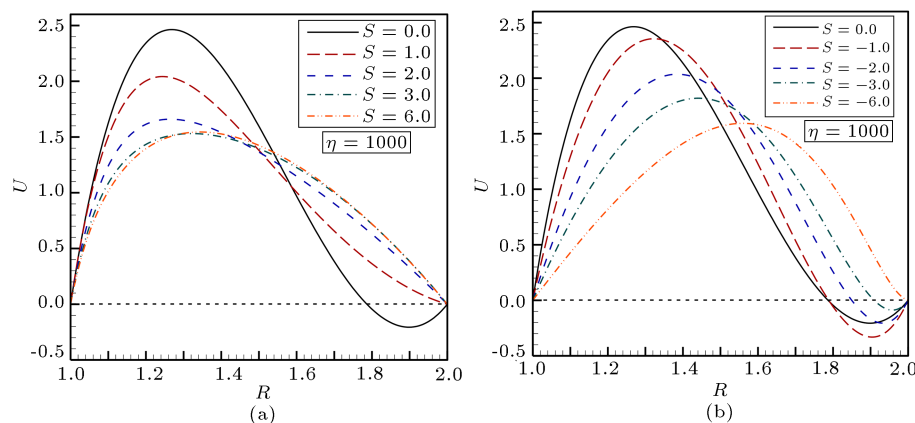 2.5
2.0
1.5
1.0
0.5
0.0
-0.5
U
1.0 1.2 1.4 1.6 1.8 2.0
R
(a)
S = 0.0
S = 1.0
S = 2.0
S = 3.0
S = 6.0
η = 1000
2.5
2.0
1.5
1.0
0.5
0.0
-0.5
U
1.0 1.2 1.4 1.6 1.8 2.0
R
(b)
S = 0.0
S = −1.0
S = −2.0
S = −3.0
S = −6.0
η = 1000